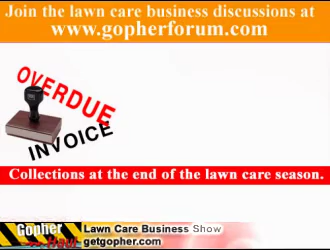 Join the lawn care business discussions at
www.gopherforum.com
OVERDUE
INVOICE
Collections at the end of the lawn care season.
Gopher Lawn Care Business Show
Haul getgopher.com